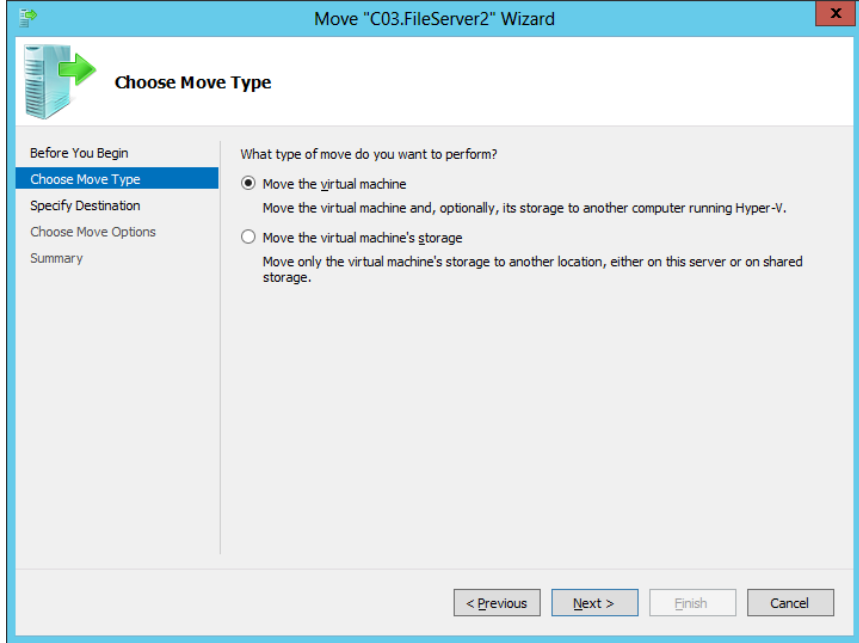 Move "C03.FileServer2" Wizard
x
Choose Move Type
Before You Begin
Choose Move Type
Specify Destination
Choose Move Options
Summary
What type of move do you want to perform?
Move the virtual machine
Move the virtual machine and, optionally, its storage to another computer running Hyper-V.
Move the virtual machine's storage
Move only the virtual machine's storage to another location, either on this server or on shared
storage.
< Previous
Next >
Finish
Cancel